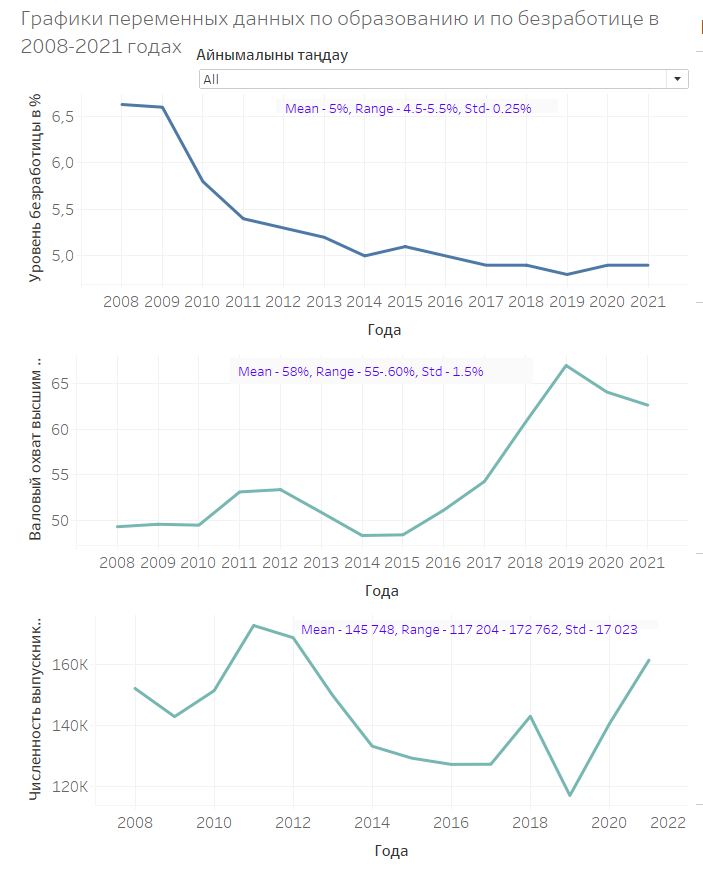 Графики переменных данных по образованию и по безработице в
2008-2021 годах
Айнымалыны таңдау
All
Уровень безработицы в %
Mean - 5%, Range - 4.5-5.5%, Std- 0.25%
6,5
6,0
5,5
5,0
2008 2009 2010 2011 2012 2013 2014 2015 2016 2017 2018 2019 2020 2021
Года
Валовый охват высшим ..
Mean - 58%, Range - 55-.60%, Std - 1.5%
65
60
55
50
2008 2009 2010 2011 2012 2013 2014 2015 2016 2017 2018 2019 2020 2021
Года
Численность выпускник..
Mean - 145 748, Range - 117 204 - 172 762, Std - 17 023
160K
140K
120K
2008 2010 2012 2014 2016 2018 2020 2022
Года